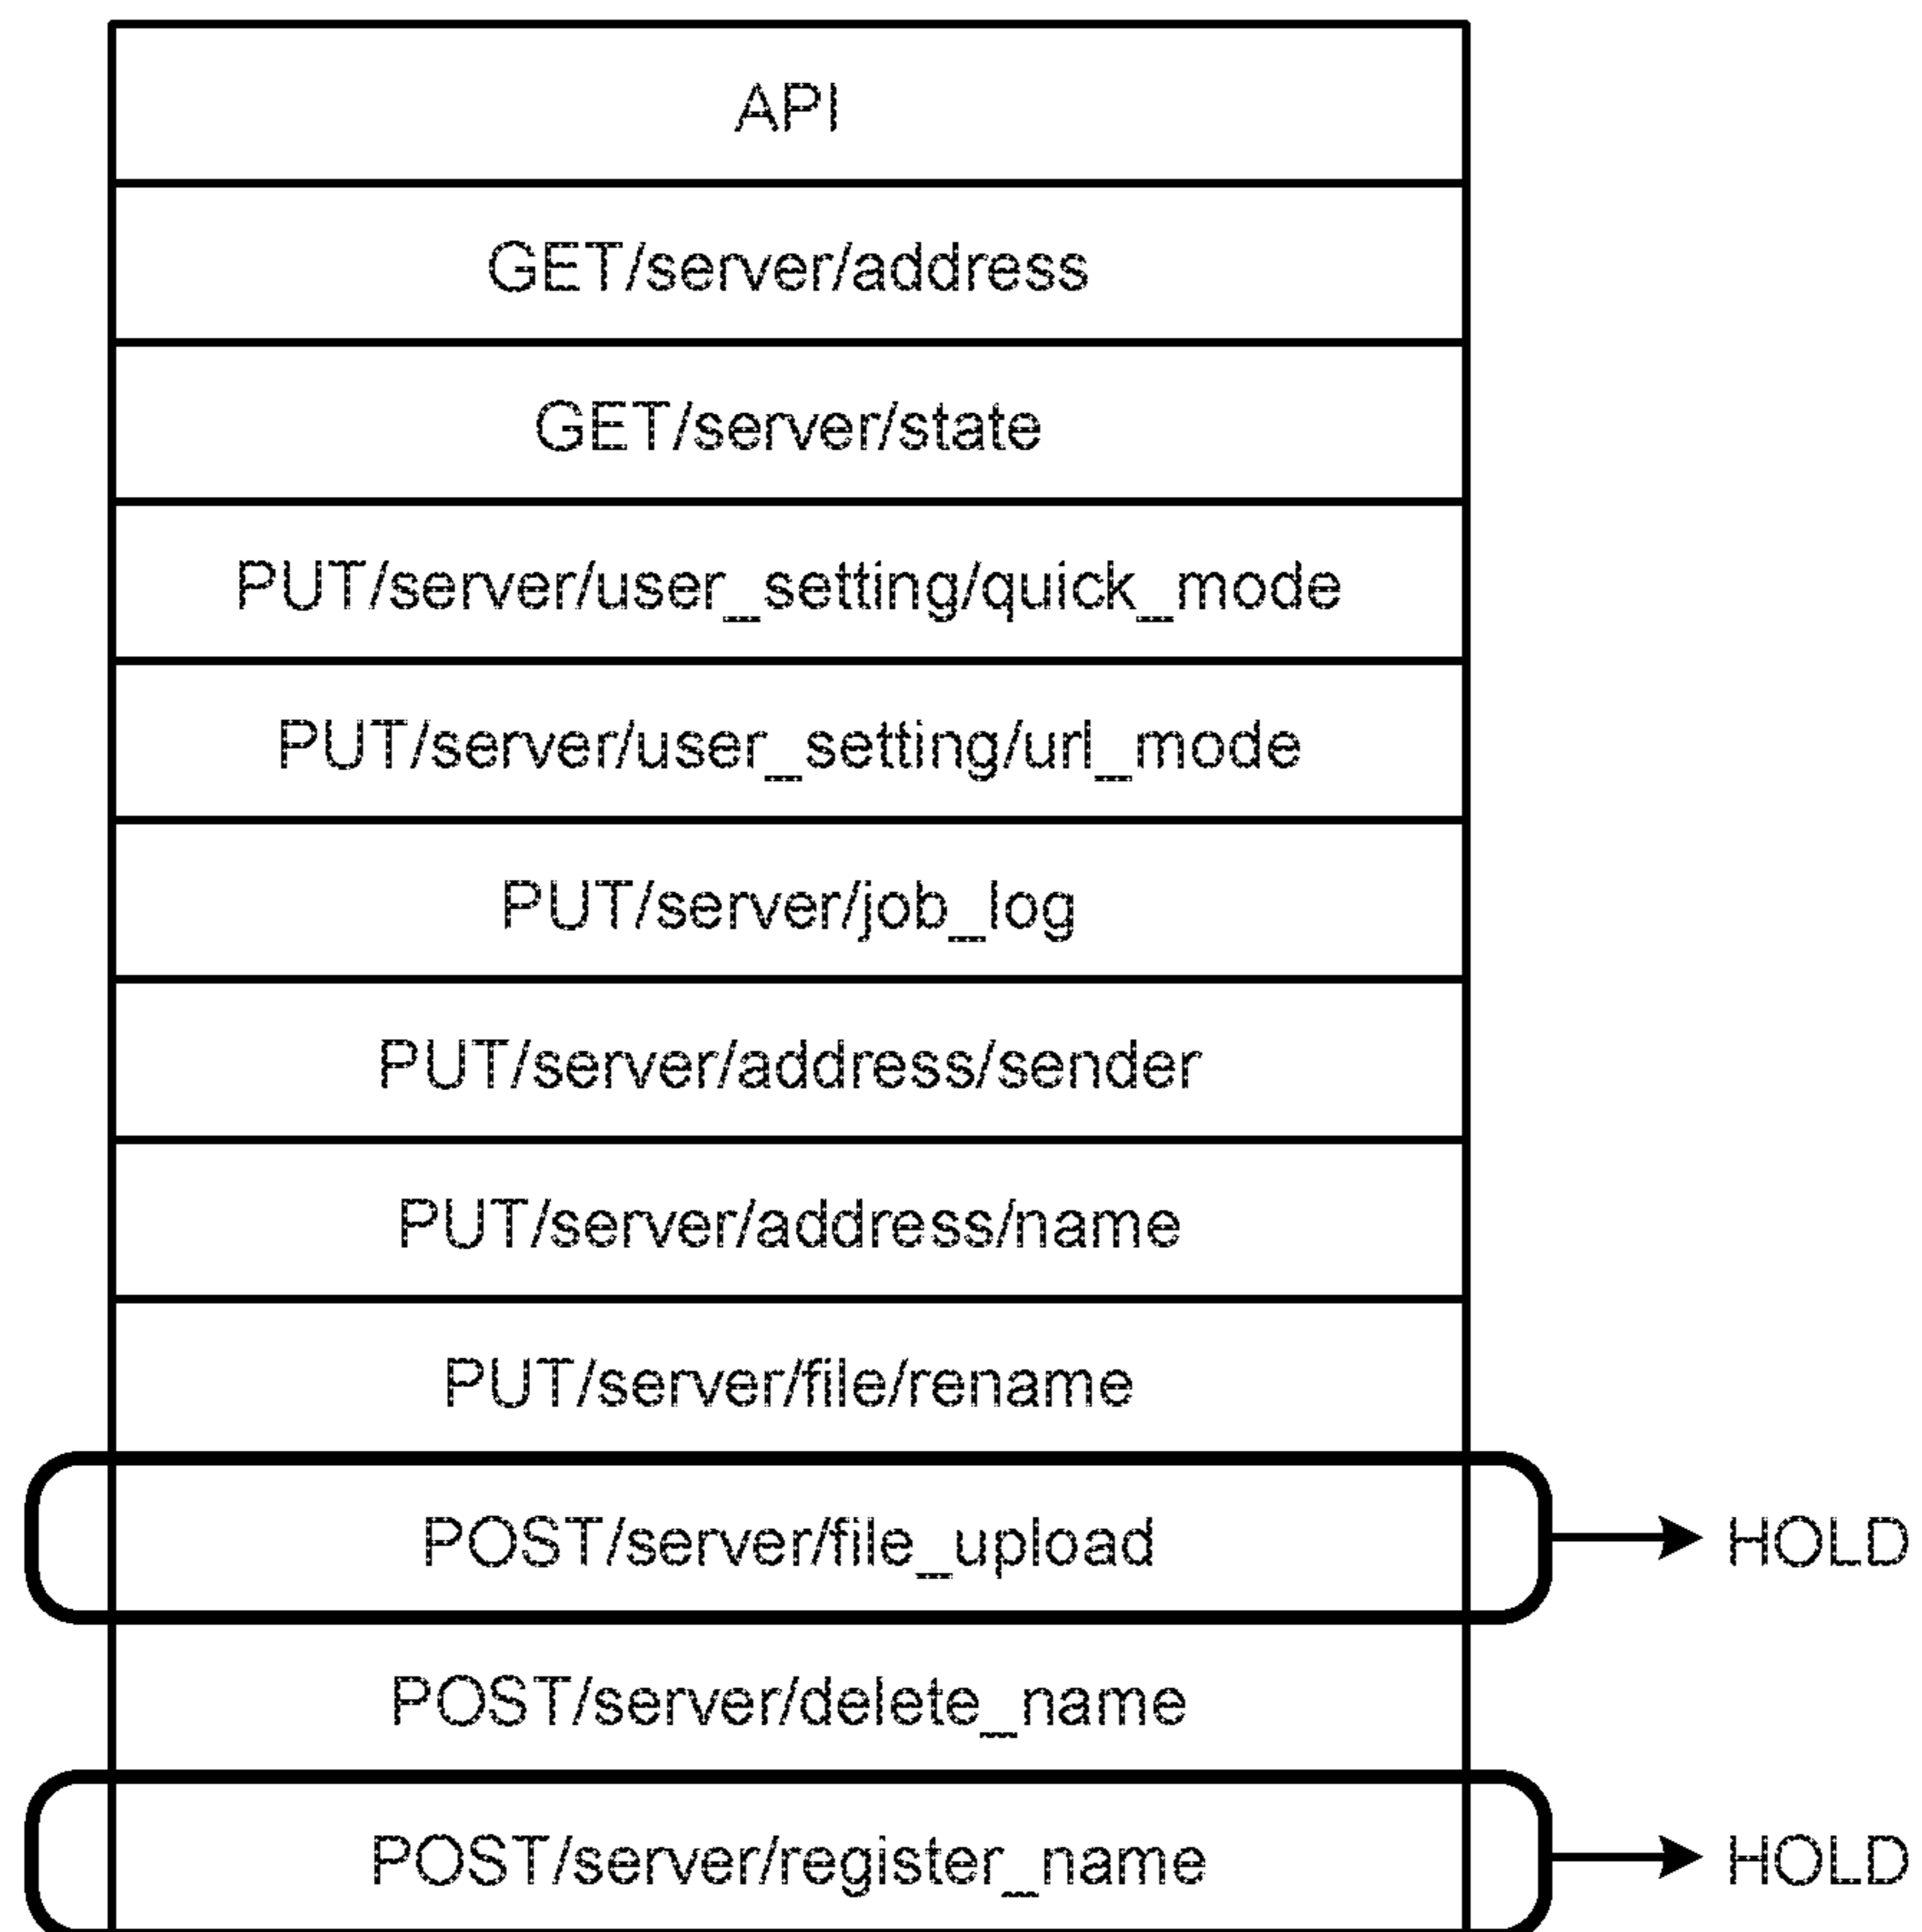 API
GET/server/address
GET/server/state
PUT/server/user_setting/quick_mode
PUT/server/user_setting/url_mode
PUT/server/job_log
PUT/server/address/sender
PUT/server/address/name
PUT/server/file/rename
POST/server/file_upload HOLD
POST/server/delete_name
POST/server/register_name HOLD